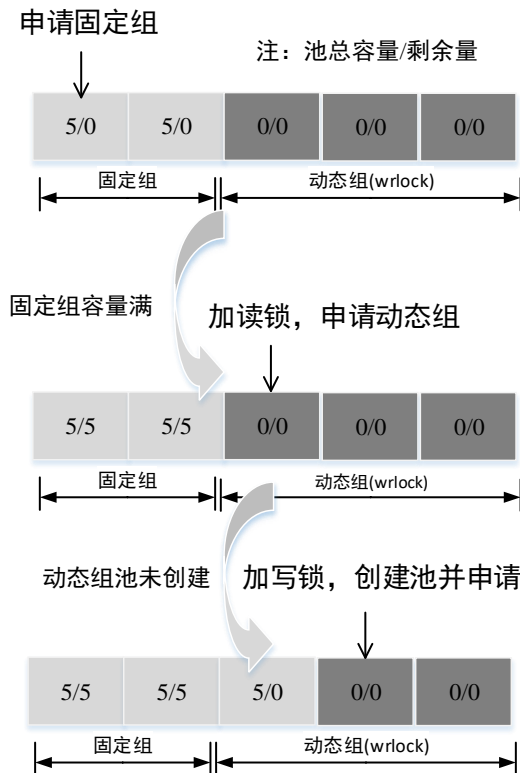 申请固定组
注：池总容量/剩余量
5/0 5/0 0/0 0/0 0/0
固定组 动态组(wrlock)
固定组容量满
加读锁，申请动态组
5/5 5/5 0/0 0/0 0/0
固定组 动态组(wrlock)
动态组池未创建
加写锁，创建池并申请
5/5 5/5 5/0 0/0 0/0
固定组 动态组(wrlock)